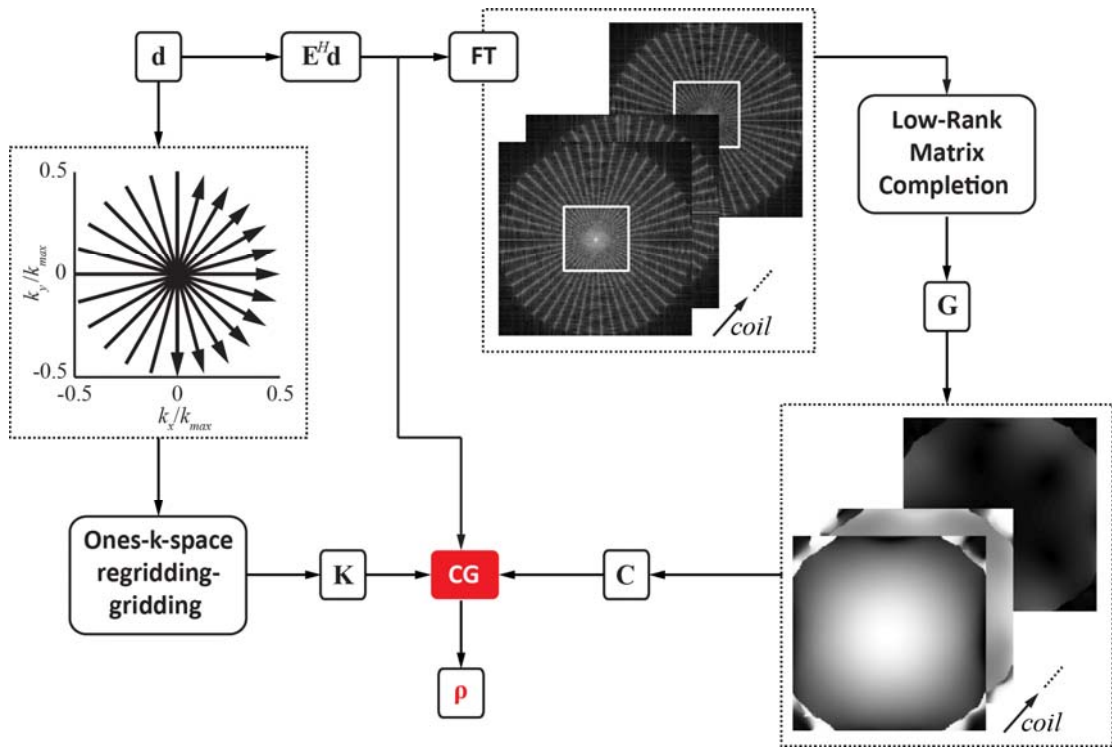 d
E^H d
FT
Low-Rank
Matrix
Completion
0.5
k_y/k_max
0
-0.5
-0.5
0
0.5
k_x/k_max
coil
G
Ones-k-space
regridding-
gridding
K
CG
C
ρ
coil